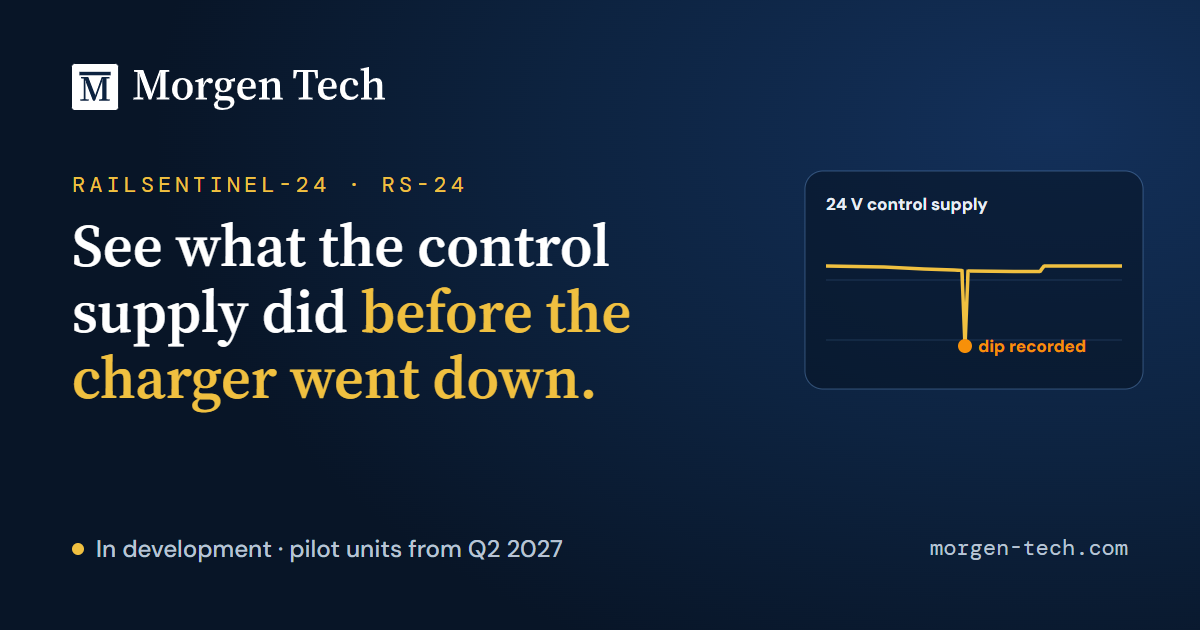 M Morgen Tech
RAILSENTINEL-24 · RS-24
See what the control
supply did before the
charger went down.
24 V control supply
dip recorded
In development · pilot units from Q2 2027
morgen-tech.com